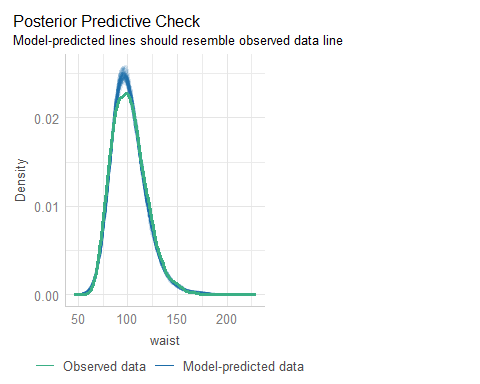 Posterior Predictive Check
Model-predicted lines should resemble observed data line
0.02
0.01
0.00
Density
50 100 150 200
waist
Observed data Model-predicted data